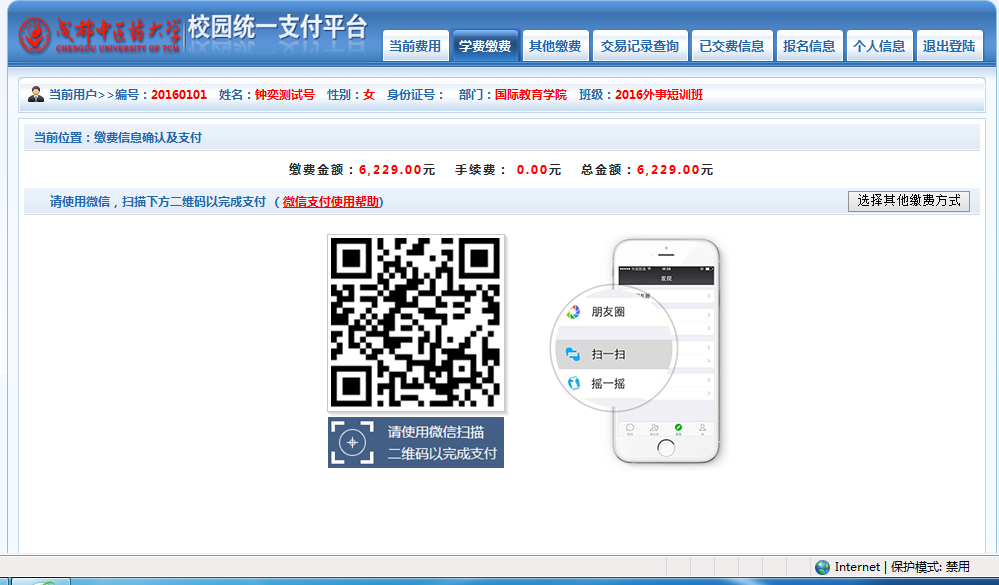 成都中医药大学 校园统一支付平台
CHENGDU UNIVERSITY OF TCM
当前费用 学费缴费 其他缴费 交易记录查询 已交费信息 报名信息 个人信息 退出登陆
当前用户>>编号：20160101 姓名：钟奕测试号 性别：女 身份证号： 部门：国际教育学院 班级：2016外事短训班
当前位置：缴费信息确认及支付
缴费金额：6,229.00元 手续费： 0.00元 总金额：6,229.00元
请使用微信，扫描下方二维码以完成支付 （微信支付使用帮助） 选择其他缴费方式
发现
朋友圈
扫一扫
摇一摇
请使用微信扫描
二维码以完成支付
Internet | 保护模式: 禁用